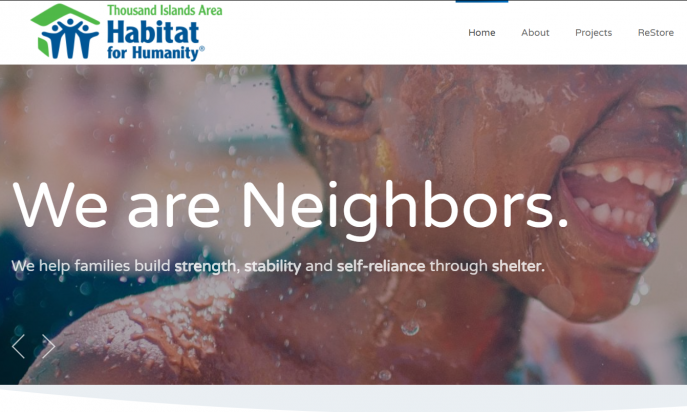 Thousand Islands Area
Habitat
for Humanity®
Home About Projects ReStore
We are Neighbors.
We help families build strength, stability and self-reliance through shelter.